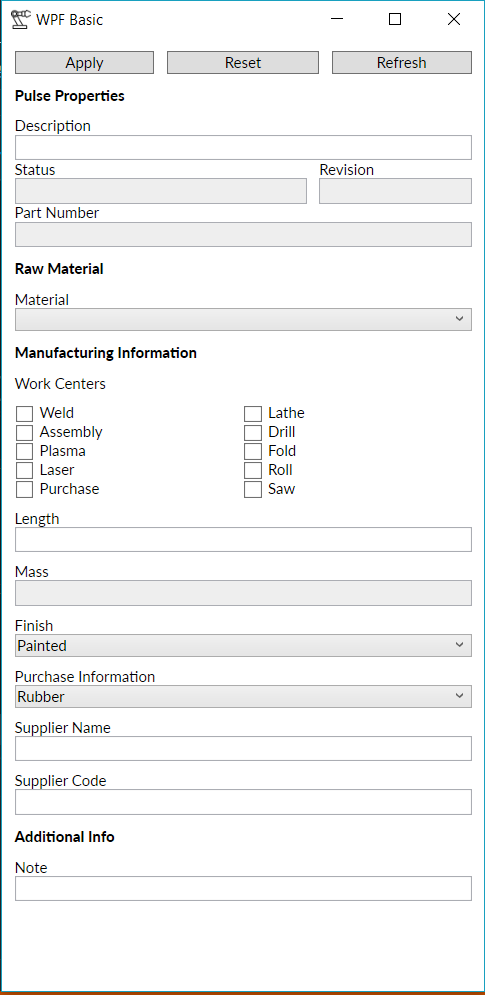 WPF Basic
Apply Reset Refresh
Pulse Properties
Description
Status Revision
Part Number
Raw Material
Material
Manufacturing Information
Work Centers
Weld Lathe
Assembly Drill
Plasma Fold
Laser Roll
Purchase Saw
Length
Mass
Finish
Painted
Purchase Information
Rubber
Supplier Name
Supplier Code
Additional Info
Note